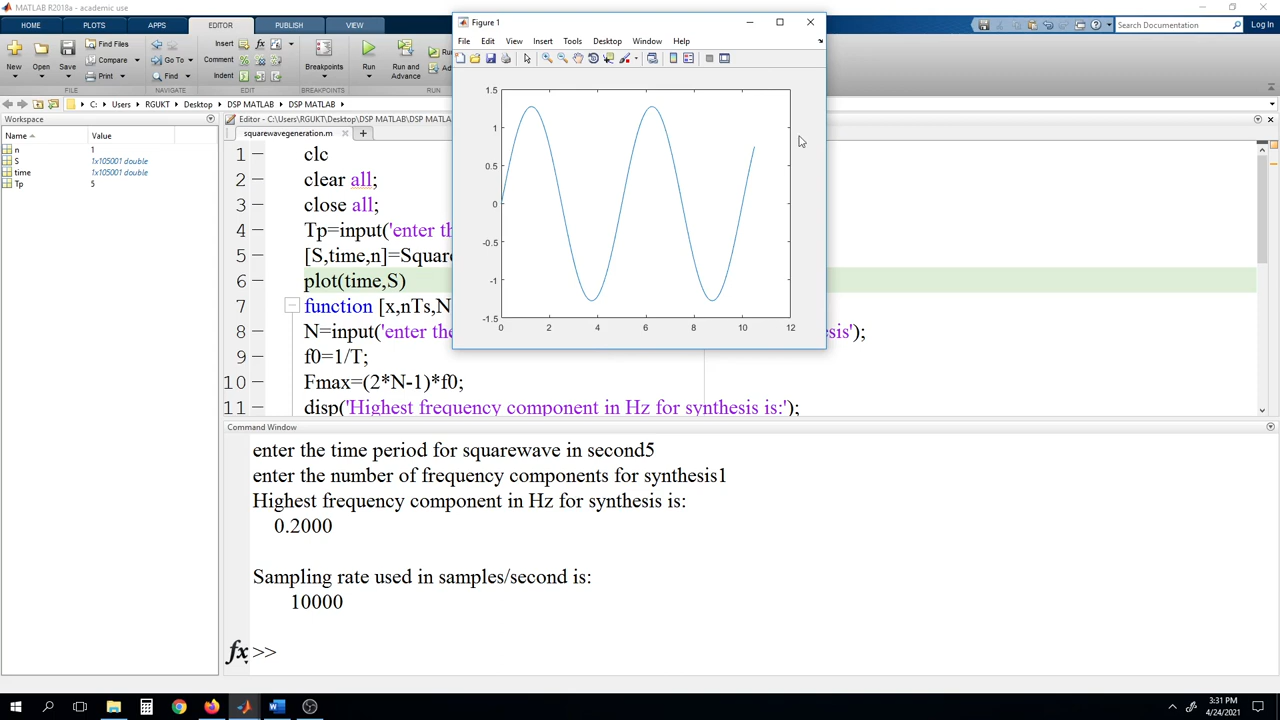 MATLAB R2018a - academic use
HOME PLOTS APPS EDITOR PUBLISH VIEW
Search Documentation Log In
New Open Save Find Files Compare Print
Insert Comment Indent
Go To Find
Breakpoints Run Run and Advance
FILE NAVIGATE EDIT BREAKPOINTS RUN
C: Users RGUKT Desktop DSP MATLAB DSP MATLAB
Workspace
Name Value
n 1
S 1x105001 double
time 1x105001 double
Tp 5
Editor - C:\Users\RGUKT\Desktop\DSP MATLAB\DSP MATL
squarewavegeneration.m
1 clc
2 clear all;
3 close all;
4 Tp=input('enter th
5 [S,time,n]=Squar
6 plot(time,S)
7 function [x,nTs,N
8 N=input('enter the sis');
9 f0=1/T;
10 Fmax=(2*N-1)*f0;
11 disp('Highest frequency component in Hz for synthesis is:');
Figure 1
File Edit View Insert Tools Desktop Window Help
1.5
1
0.5
0
-0.5
-1
-1.5
0 2 4 6 8 10 12
Command Window
enter the time period for squarewave in second5
enter the number of frequency components for synthesis1
Highest frequency component in Hz for synthesis is:
0.2000
Sampling rate used in samples/second is:
10000
fx >>
3:31 PM
4/24/2021